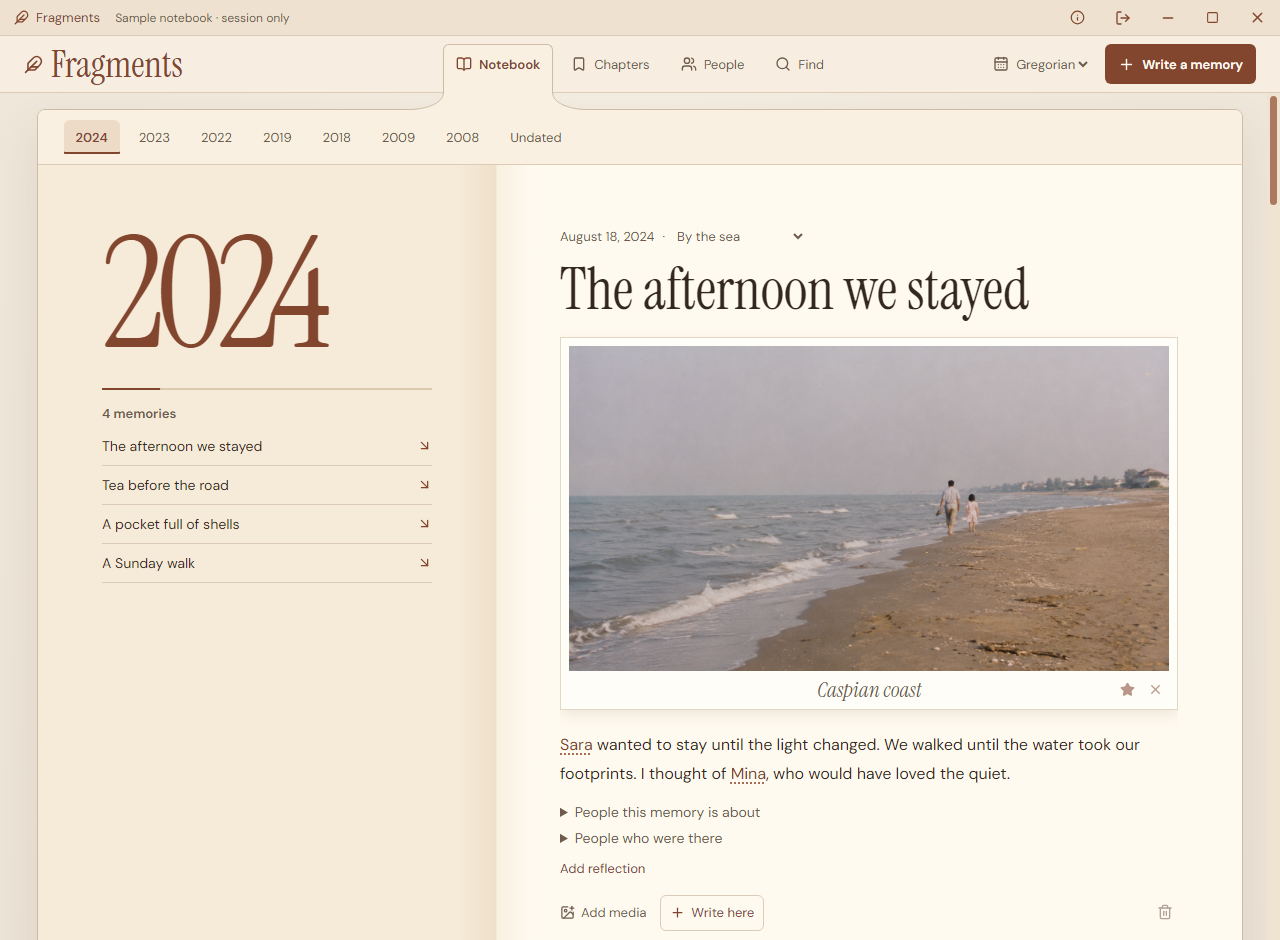 Fragments Sample notebook · session only
Fragments
Notebook Chapters People Find Gregorian Write a memory
2024 2023 2022 2019 2018 2009 2008 Undated
2024
4 memories
The afternoon we stayed
Tea before the road
A pocket full of shells
A Sunday walk
August 18, 2024 · By the sea
The afternoon we stayed
Caspian coast
Sara wanted to stay until the light changed. We walked until the water took our
footprints. I thought of Mina, who would have loved the quiet.
People this memory is about
People who were there
Add reflection
Add media Write here